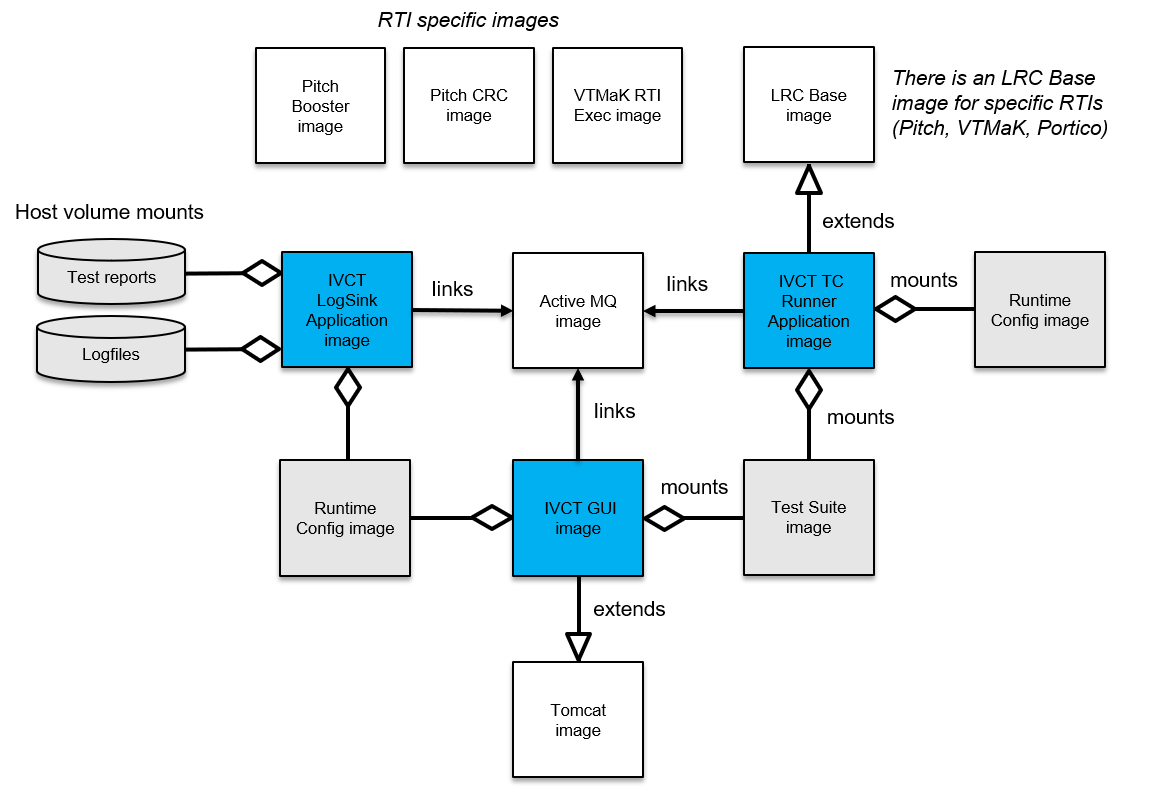 RTI specific images
Pitch
Booster
image
Pitch CRC
image
VTMaK RTI
Exec image
LRC Base
image
There is an LRC Base
image for specific RTIs
(Pitch, VTMaK, Portico)
extends
Host volume mounts
Test reports
Logfiles
IVCT
LogSink
Application
image
links
Active MQ
image
links
IVCT TC
Runner
Application
image
mounts
Runtime
Config image
links
mounts
Runtime
Config image
IVCT GUI
image
mounts
Test Suite
image
extends
Tomcat
image